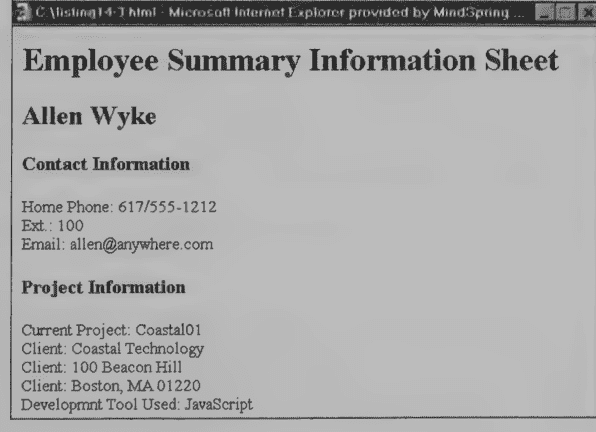 C:\listing14-3.html - Microsoft Internet Explorer provided by MindSpring ...
Employee Summary Information Sheet
Allen Wyke
Contact Information
Home Phone: 617/555-1212
Ext.: 100
Email: allen@anywhere.com
Project Information
Current Project: Coastal01
Client: Coastal Technology
Client: 100 Beacon Hill
Client: Boston, MA 01220
Developmnt Tool Used: JavaScript